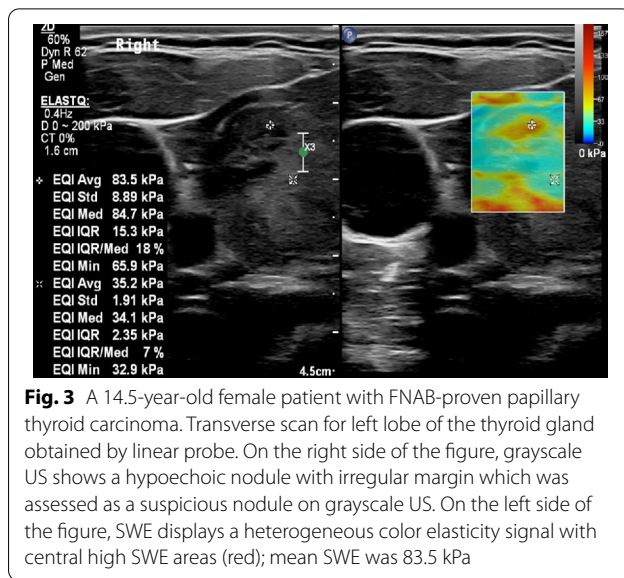 2D
60%
Dyn R 62
P Med
Gen
Right
P
ELASTQ:
0.4Hz
D 0 ~ 200 kPa
CT 0%
1.6 cm
X3
167
133
100
67
33
0 kPa
EQI Avg 83.5 kPa
EQI Std 8.89 kPa
EQI Med 84.7 kPa
EQI IQR 15.3 kPa
EQI IQR/Med 18 %
EQI Min 65.9 kPa
EQI Avg 35.2 kPa
EQI Std 1.91 kPa
EQI Med 34.1 kPa
EQI IQR 2.35 kPa
EQI IQR/Med 7 %
EQI Min 32.9 kPa
4.5cm
Fig. 3 A 14.5-year-old female patient with FNAB-proven papillary
thyroid carcinoma. Transverse scan for left lobe of the thyroid gland
obtained by linear probe. On the right side of the figure, grayscale
US shows a hypoechoic nodule with irregular margin which was
assessed as a suspicious nodule on grayscale US. On the left side of
the figure, SWE displays a heterogeneous color elasticity signal with
central high SWE areas (red); mean SWE was 83.5 kPa